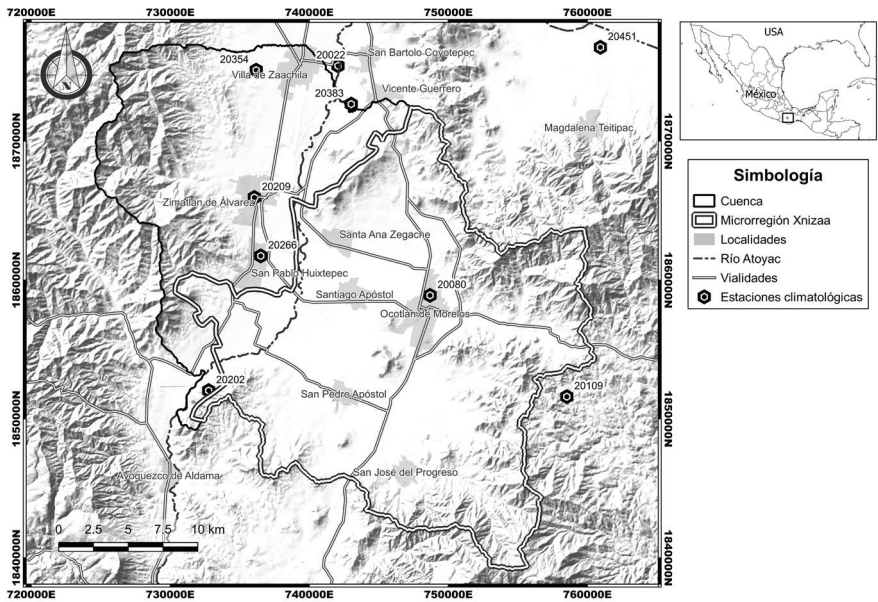 720000E 730000E 740000E 750000E 760000E
20451
20354
20022
San Bartolo Coyotepec
Villa de Zaachila
20383
Vicente Guerrero
Magdalena Teitipac
1870000N
1870000N
20209
Zimatlán de Álvarez
Santa Ana Zegache
20266
San Pablo Huixtepec
1860000N
1860000N
Santiago Apóstol
20080
Ocotlán de Morelos
20202
San Pedro Apóstol
20109
1850000N
1850000N
Ayoquezco de Aldama
San José del Progreso
0 2.5 5 7.5 10 km
1840000N
1840000N
720000E 730000E 740000E 750000E 760000E
USA
México
Simbología
Cuenca
Microrregión Xnizaa
Localidades
Río Atoyac
Vialidades
Estaciones climatológicas